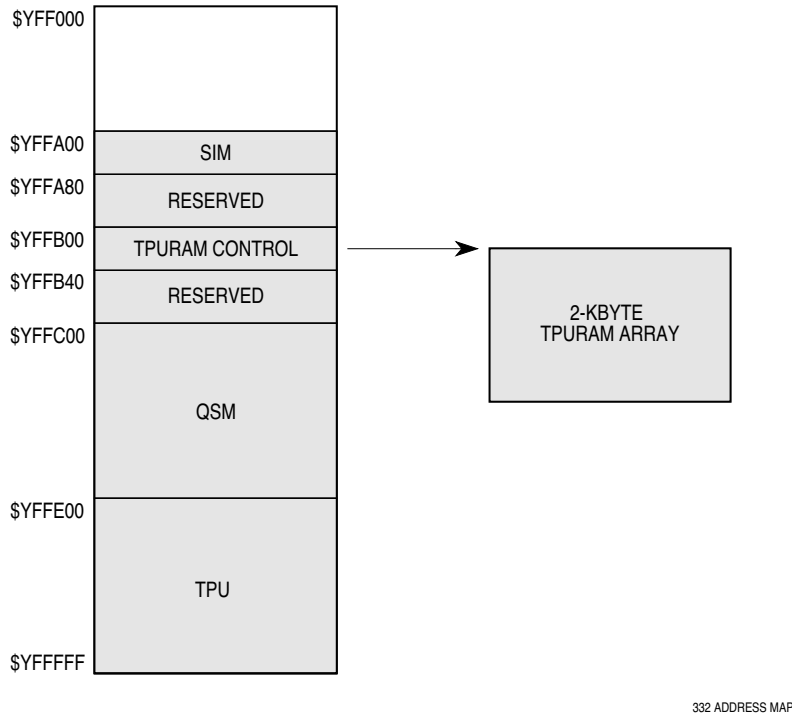 $YFF000
$YFFA00
SIM
$YFFA80
RESERVED
$YFFB00
TPURAM CONTROL
$YFFB40
RESERVED
$YFFC00
QSM
$YFFE00
TPU
$YFFFFF
2-KBYTE
TPURAM ARRAY
332 ADDRESS MAP